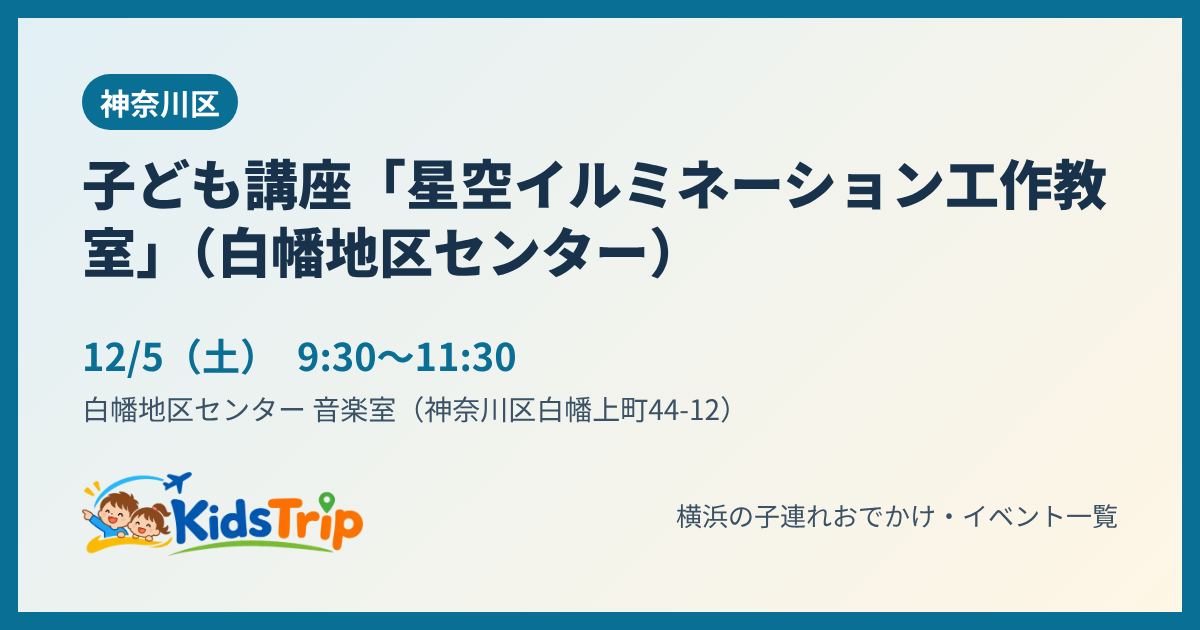 神奈川区
子ども講座「星空イルミネーション工作教
室」（白幡地区センター）
12/5（土） 9:30〜11:30
白幡地区センター 音楽室（神奈川区白幡上町44-12）
KidsTrip
横浜の子連れおでかけ・イベント一覧